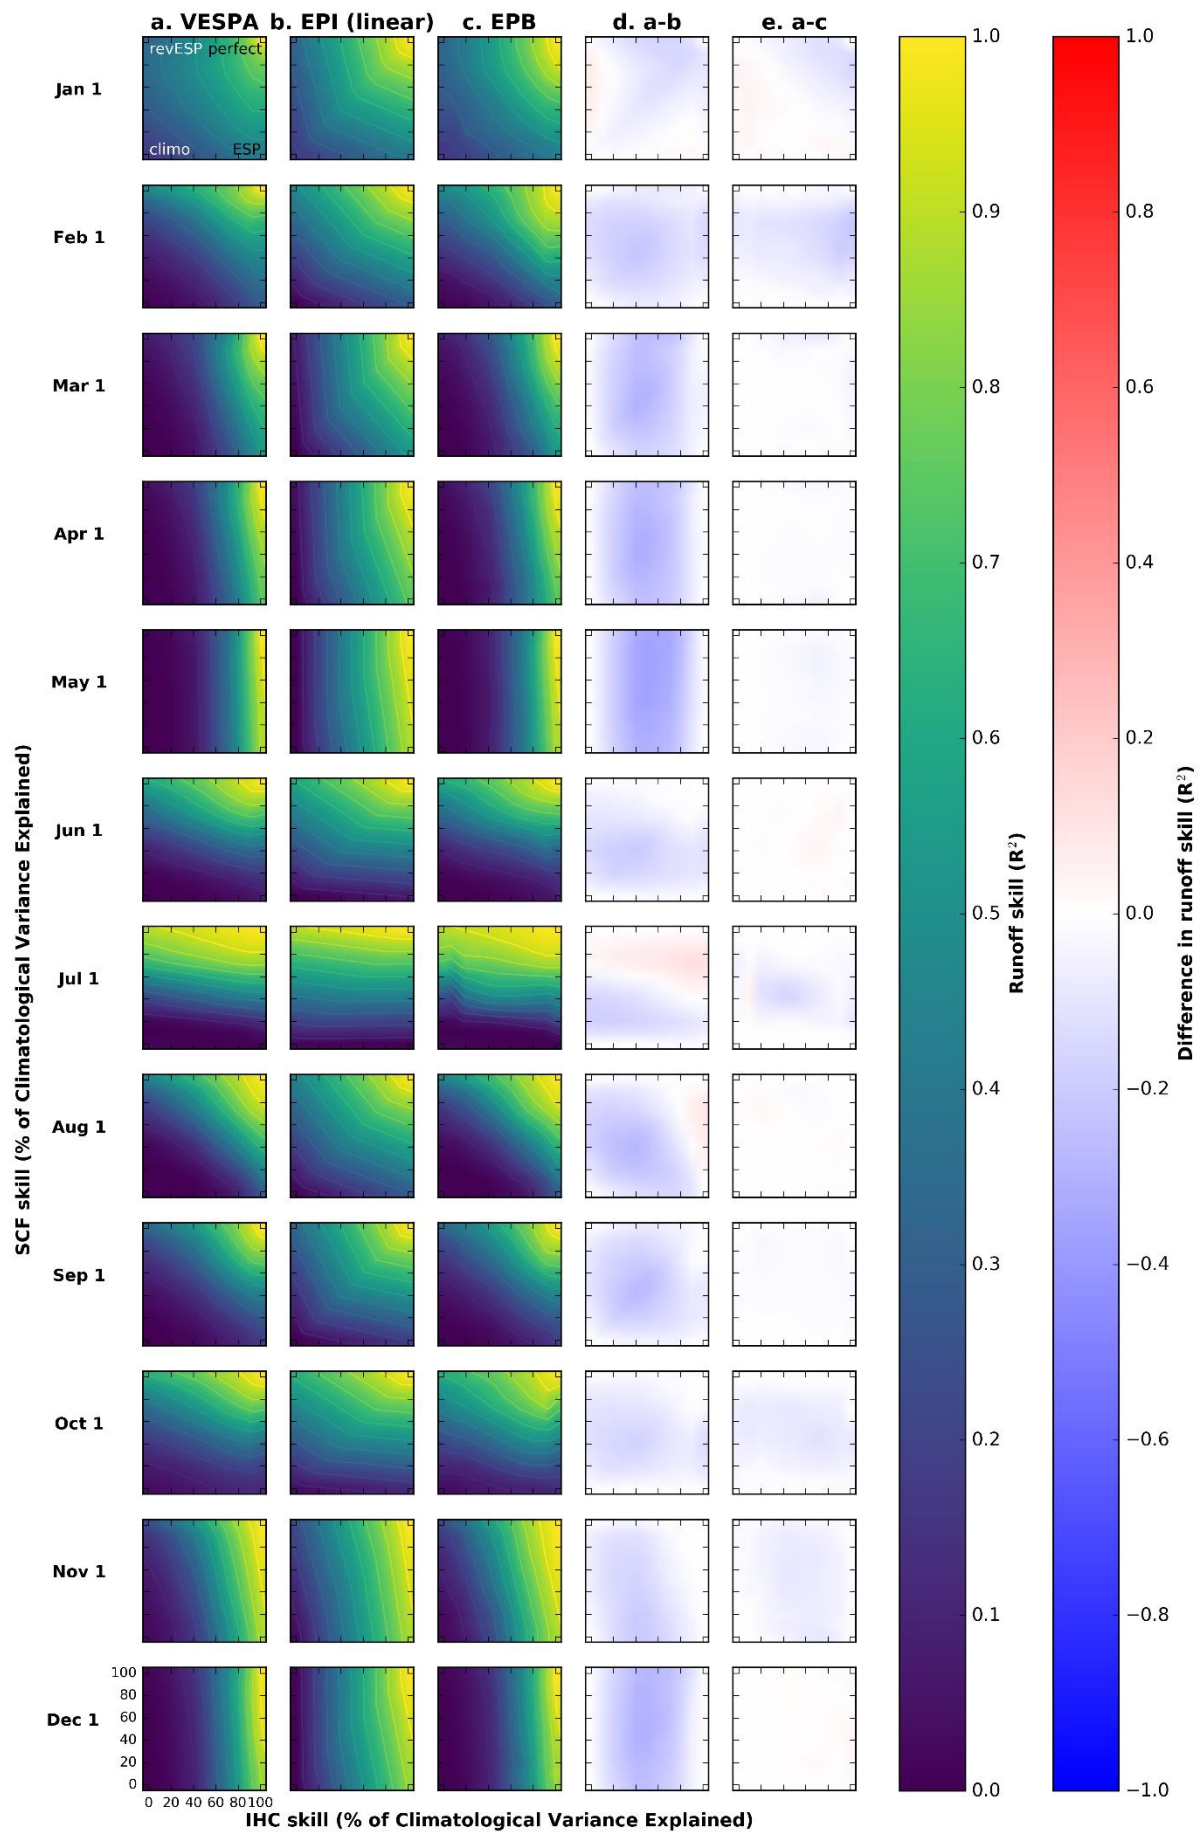 a. VESPA b. EPI (linear) c. EPB d. a-b e. a-c
revESP perfect
climo ESP
Jan 1
Feb 1
Mar 1
Apr 1
May 1
Jun 1
Jul 1
Aug 1
Sep 1
Oct 1
Nov 1
Dec 1
SCF skill (% of Climatological Variance Explained)
100
80
60
40
20
0
0 20 40 60 80 100
IHC skill (% of Climatological Variance Explained)
1.0
0.9
0.8
0.7
0.6
0.5
0.4
0.3
0.2
0.1
0.0
Runoff skill (R²)
1.0
0.8
0.6
0.4
0.2
0.0
−0.2
−0.4
−0.6
−0.8
−1.0
Difference in runoff skill (R²)